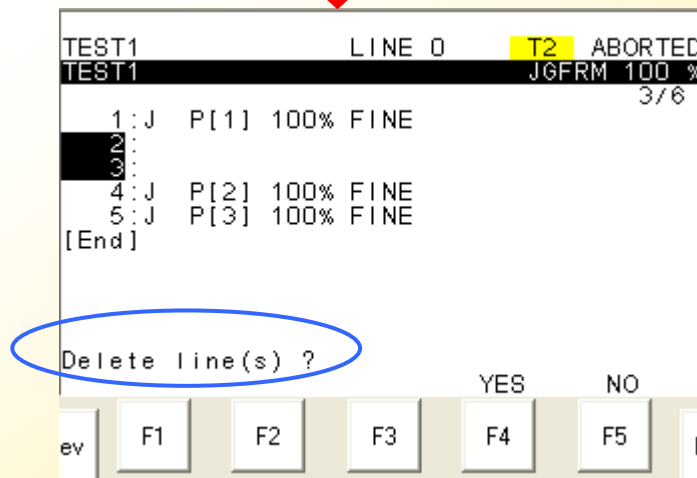 TEST1 LINE 0 T2 ABORTED
TEST1 JGFRM 100 %
3/6
1:J P[1] 100% FINE
2:
3:
4:J P[2] 100% FINE
5:J P[3] 100% FINE
[End]
Delete line(s) ?
YES NO
ev F1 F2 F3 F4 F5